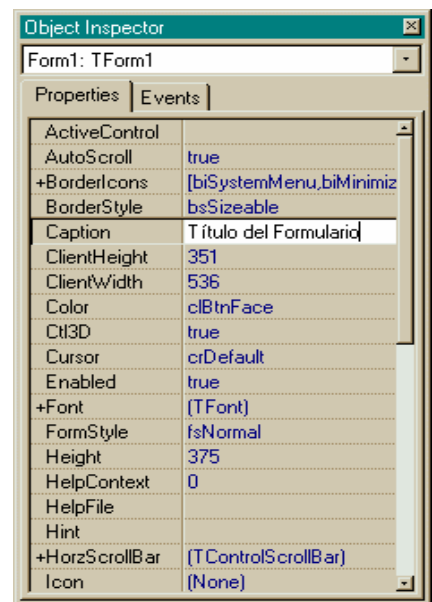 Object Inspector
Form1: TForm1
Properties Events
ActiveControl
AutoScroll true
+BorderIcons [biSystemMenu,biMinimiz
BorderStyle bsSizeable
Caption Título del Formulario
ClientHeight 351
ClientWidth 536
Color clBtnFace
Ctl3D true
Cursor crDefault
Enabled true
+Font (TFont)
FormStyle fsNormal
Height 375
HelpContext 0
HelpFile
Hint
+HorzScrollBar (TControlScrollBar)
Icon (None)